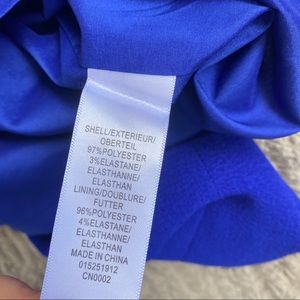 SHELL/EXTERIEUR/
OBERTEIL
97%POLYESTER
3%ELASTANE/
ELASTHANNE/
ELASTHAN
LINING/DOUBLURE/
FUTTER
96%POLYESTER
4%ELASTANE/
ELASTHANNE/
ELASTHAN
MADE IN CHINA
015251912
CN0002